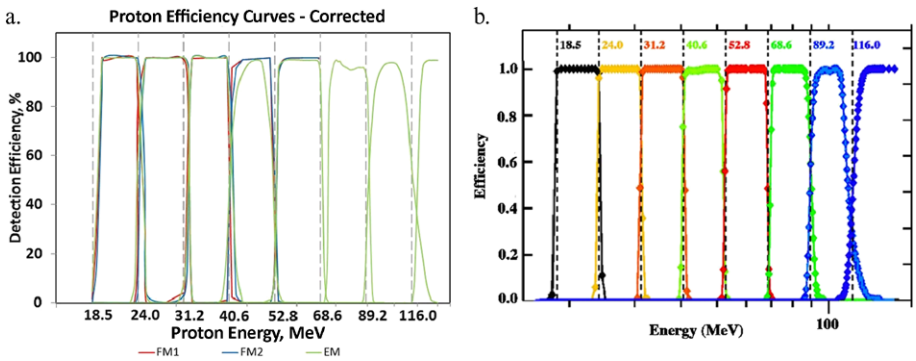 a.
Proton Efficiency Curves - Corrected
Detection Efficiency, %
100
80
60
40
20
0
18.5 24.0 31.2 40.6 52.8 68.6 89.2 116.0
Proton Energy, MeV
FM1 FM2 EM
b.
18.5 24.0 31.2 40.6 52.8 68.6 89.2 116.0
Efficiency
1.0
0.8
0.6
0.4
0.2
0.0
100
Energy (MeV)